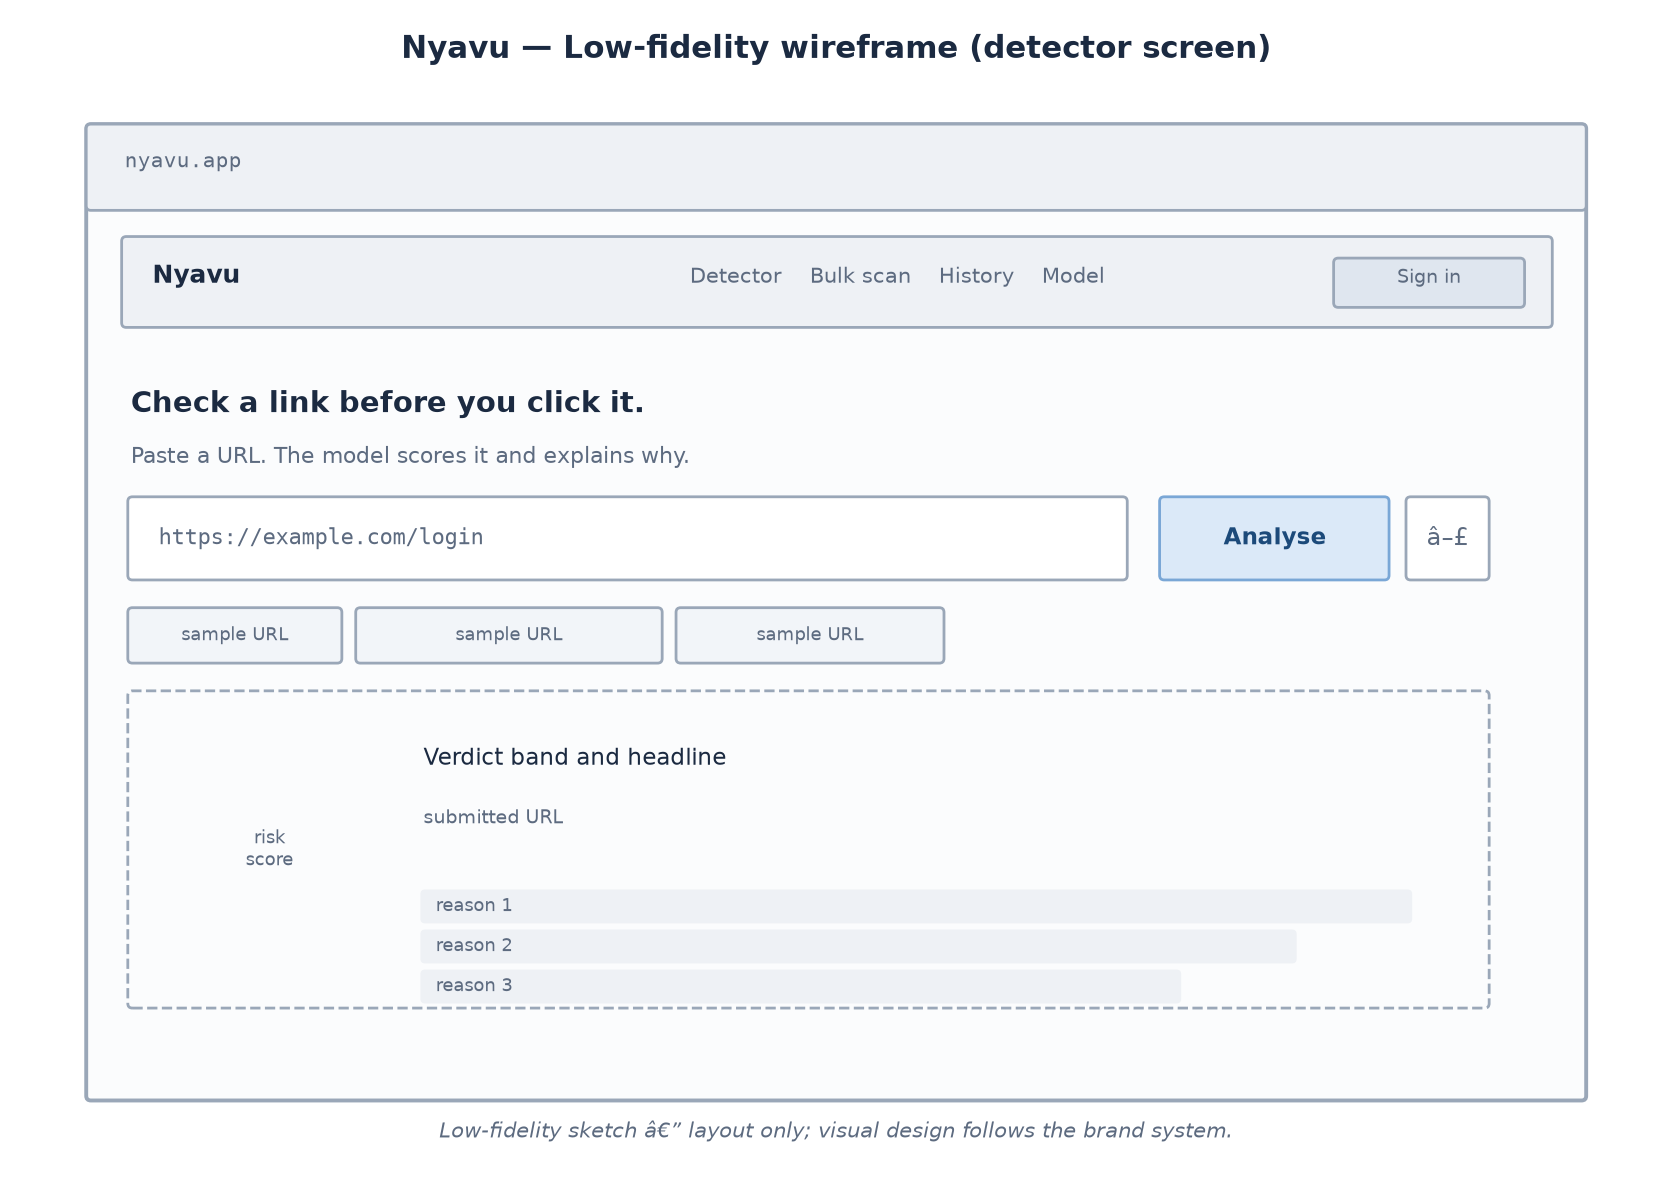 Nyavu — Low-fidelity wireframe (detector screen)
nyavu.app
Nyavu Detector Bulk scan History Model Sign in
Check a link before you click it.
Paste a URL. The model scores it and explains why.
https://example.com/login Analyse â–£
sample URL sample URL sample URL
Verdict band and headline
submitted URL
risk
score
reason 1
reason 2
reason 3
Low-fidelity sketch â€” layout only; visual design follows the brand system.